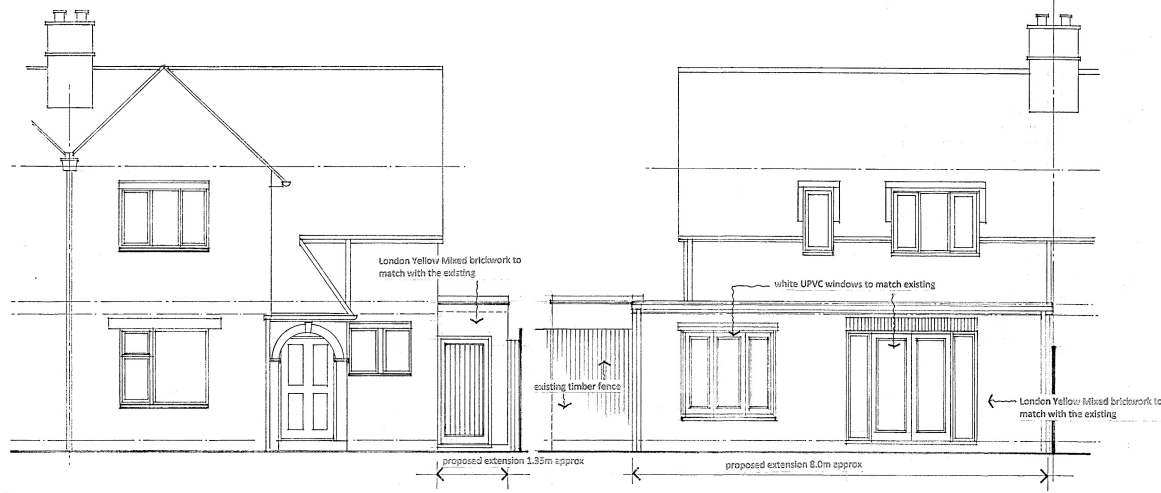 London Yellow Mixed brickwork to
match with the existing
white UPVC windows to match existing
existing timber fence
London Yellow Mixed brickwork to
match with the existing
proposed extension 1.35m approx
proposed extension 8.0m approx